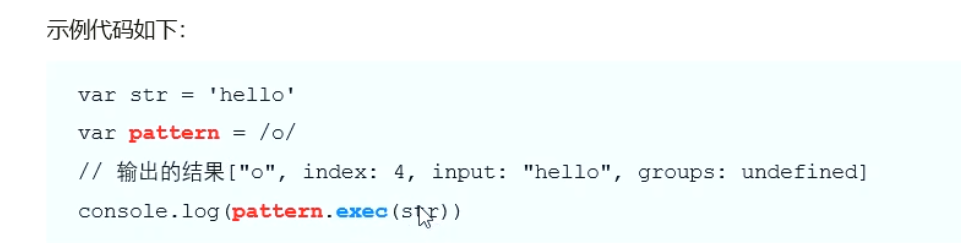 示例代码如下：
var str = 'hello'
var pattern = /o/
// 输出的结果["o", index: 4, input: "hello", groups: undefined]
console.log(pattern.exec(str))